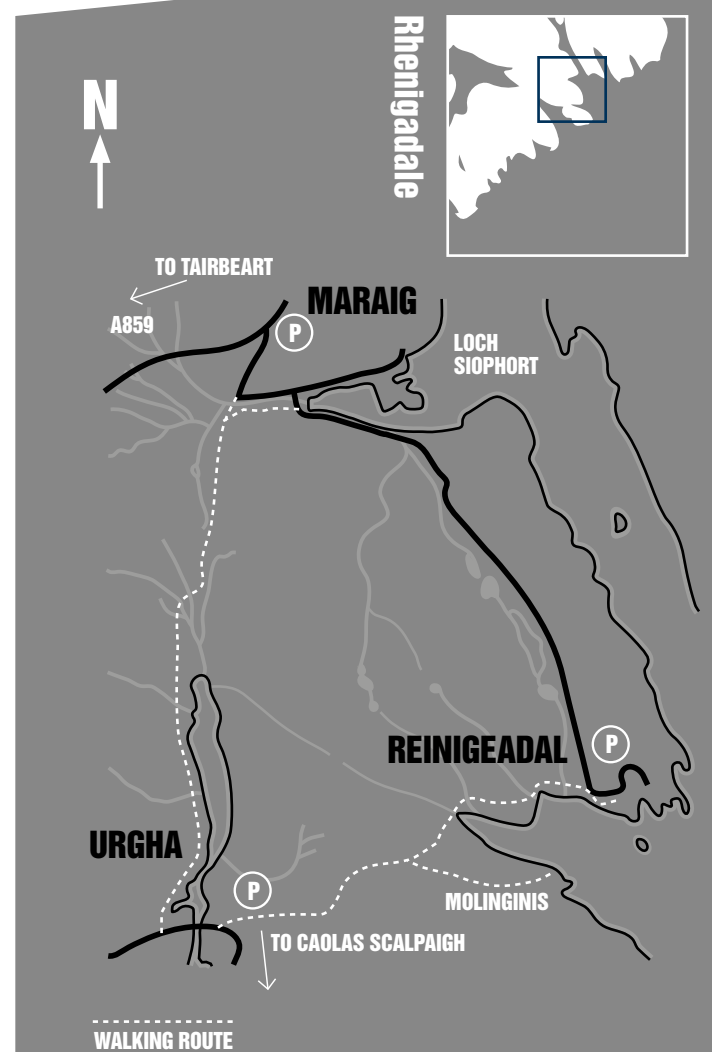 Rhenigadale
N
TO TAIRBEART
A859
MARAIG
P
LOCH
SIOPHORT
REINIGEADAL
P
URGHA
P
MOLINGINIS
TO CAOLAS SCALPAIGH
WALKING ROUTE